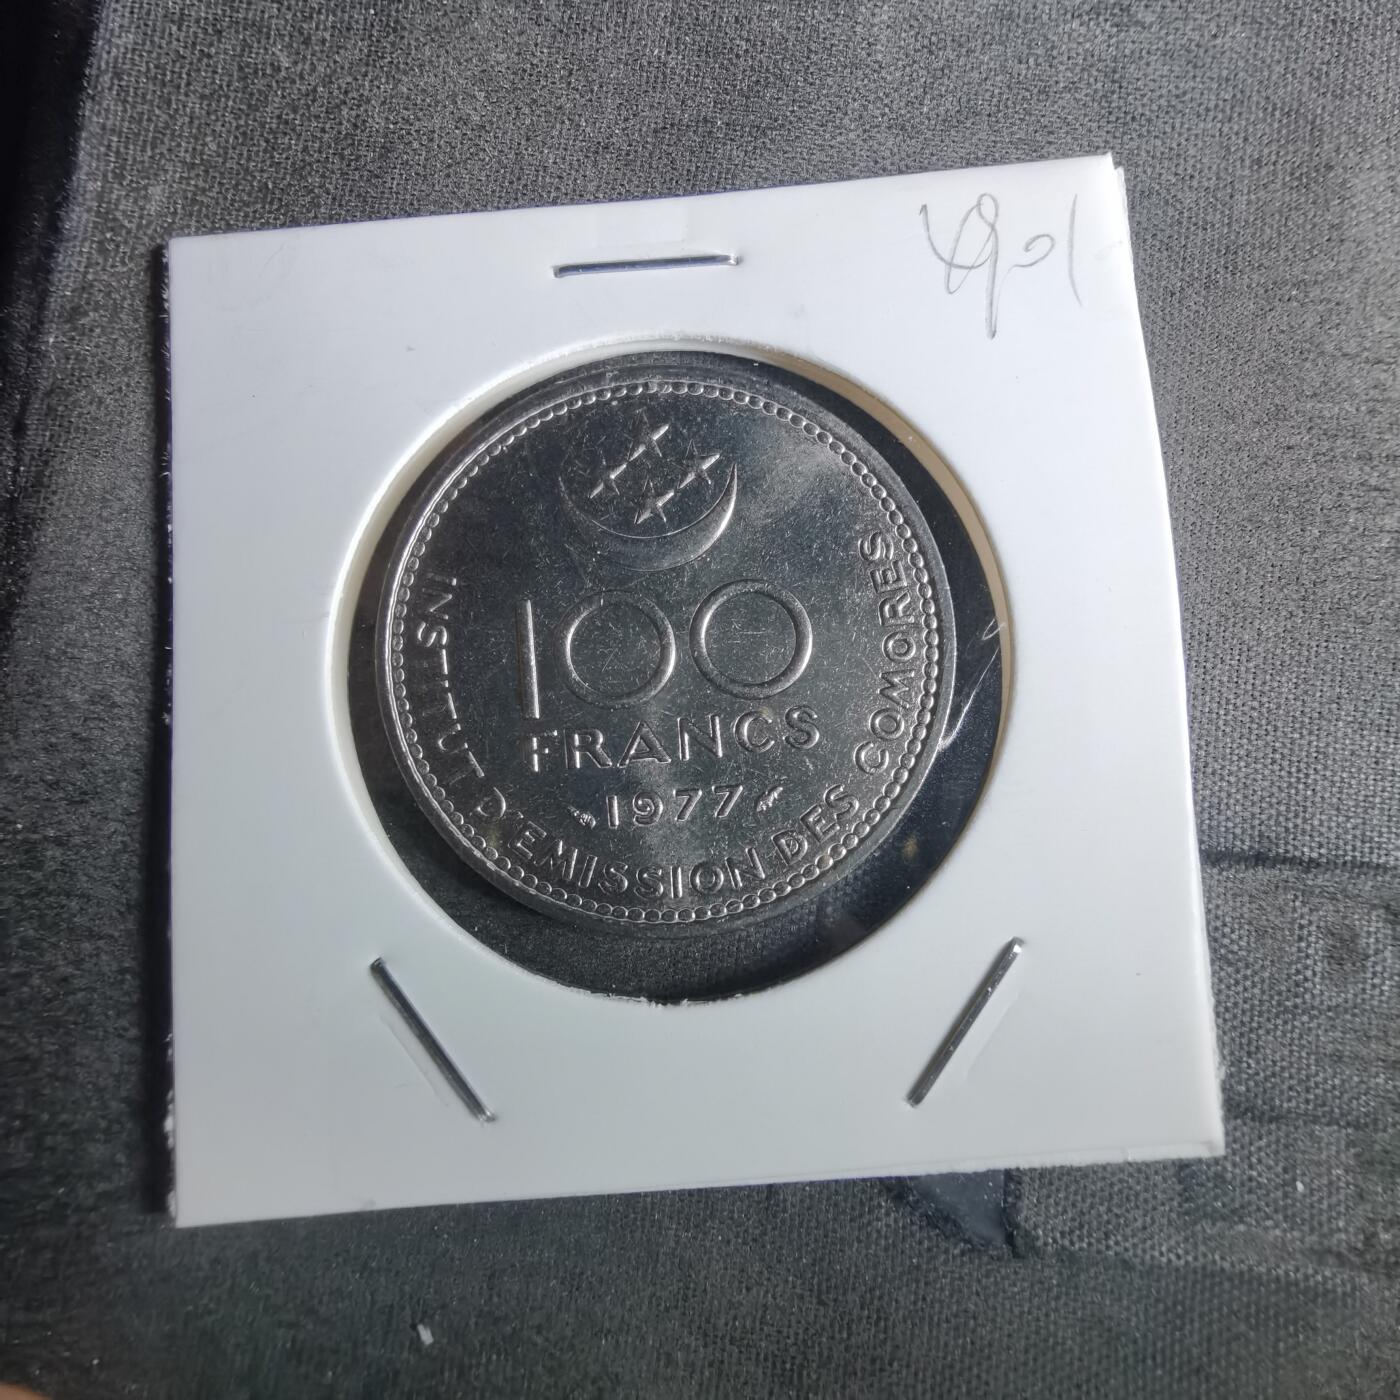 100
FRANCS
1977
INSTITUT D'EMISSION DES COMORES